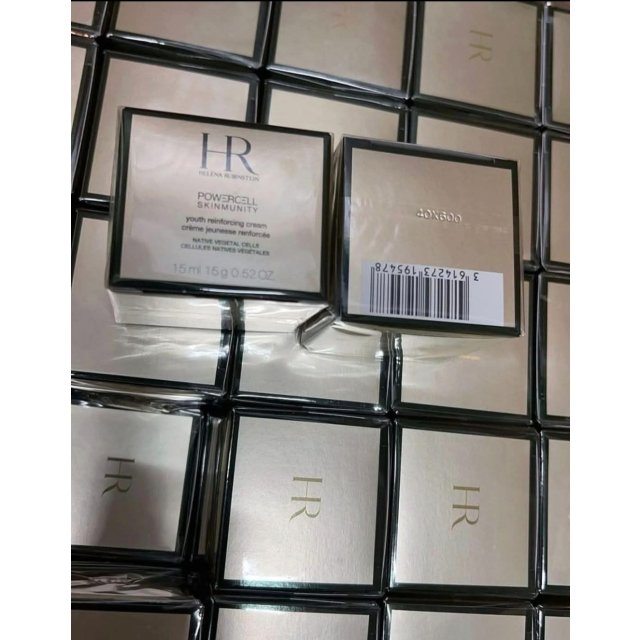 HR
HR
HELENA RUBINSTEIN
POWERCELL
SKINMUNITY
youth reinforcing cream
crème jeunesse renforcée
NATIVE VEGETAL CELLS
CELLULES NATIVES VÉGÉTALES
15 ml 15 g 0.52 OZ.
40X600
3 614273 195478
HR
HR
HR